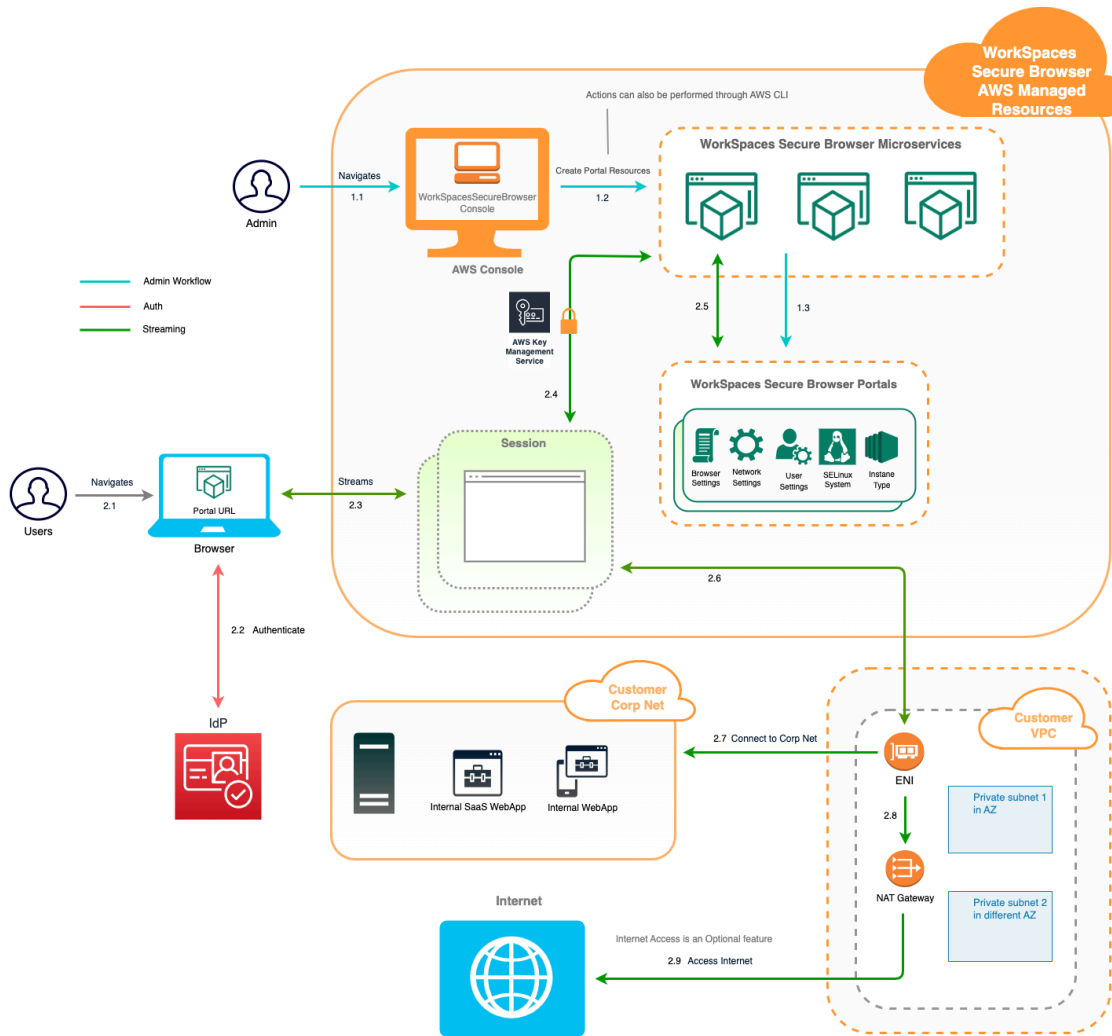 WorkSpaces
Secure Browser
AWS Managed
Resources
Actions can also be performed through AWS CLI
WorkSpaces Secure Browser Microservices
Navigates
1.1
Admin
WorkSpacesSecureBrowser
Console
AWS Console
Create Portal Resources
1.2
Admin Workflow
Auth
Streaming
AWS Key
Management
Service
2.4
2.5
1.3
WorkSpaces Secure Browser Portals
Browser
Settings
Network
Settings
User
Settings
SELinux
System
Instane
Type
Session
Users
Navigates
2.1
Portal URL
Browser
Streams
2.3
2.6
2.2 Authenticate
IdP
Customer
Corp Net
Internal SaaS WebApp
Internal WebApp
2.7 Connect to Corp Net
Customer
VPC
ENI
2.8
Private subnet 1
in AZ
NAT Gateway
Private subnet 2
in different AZ
Internet
Internet Access is an Optional feature
2.9 Access Internet